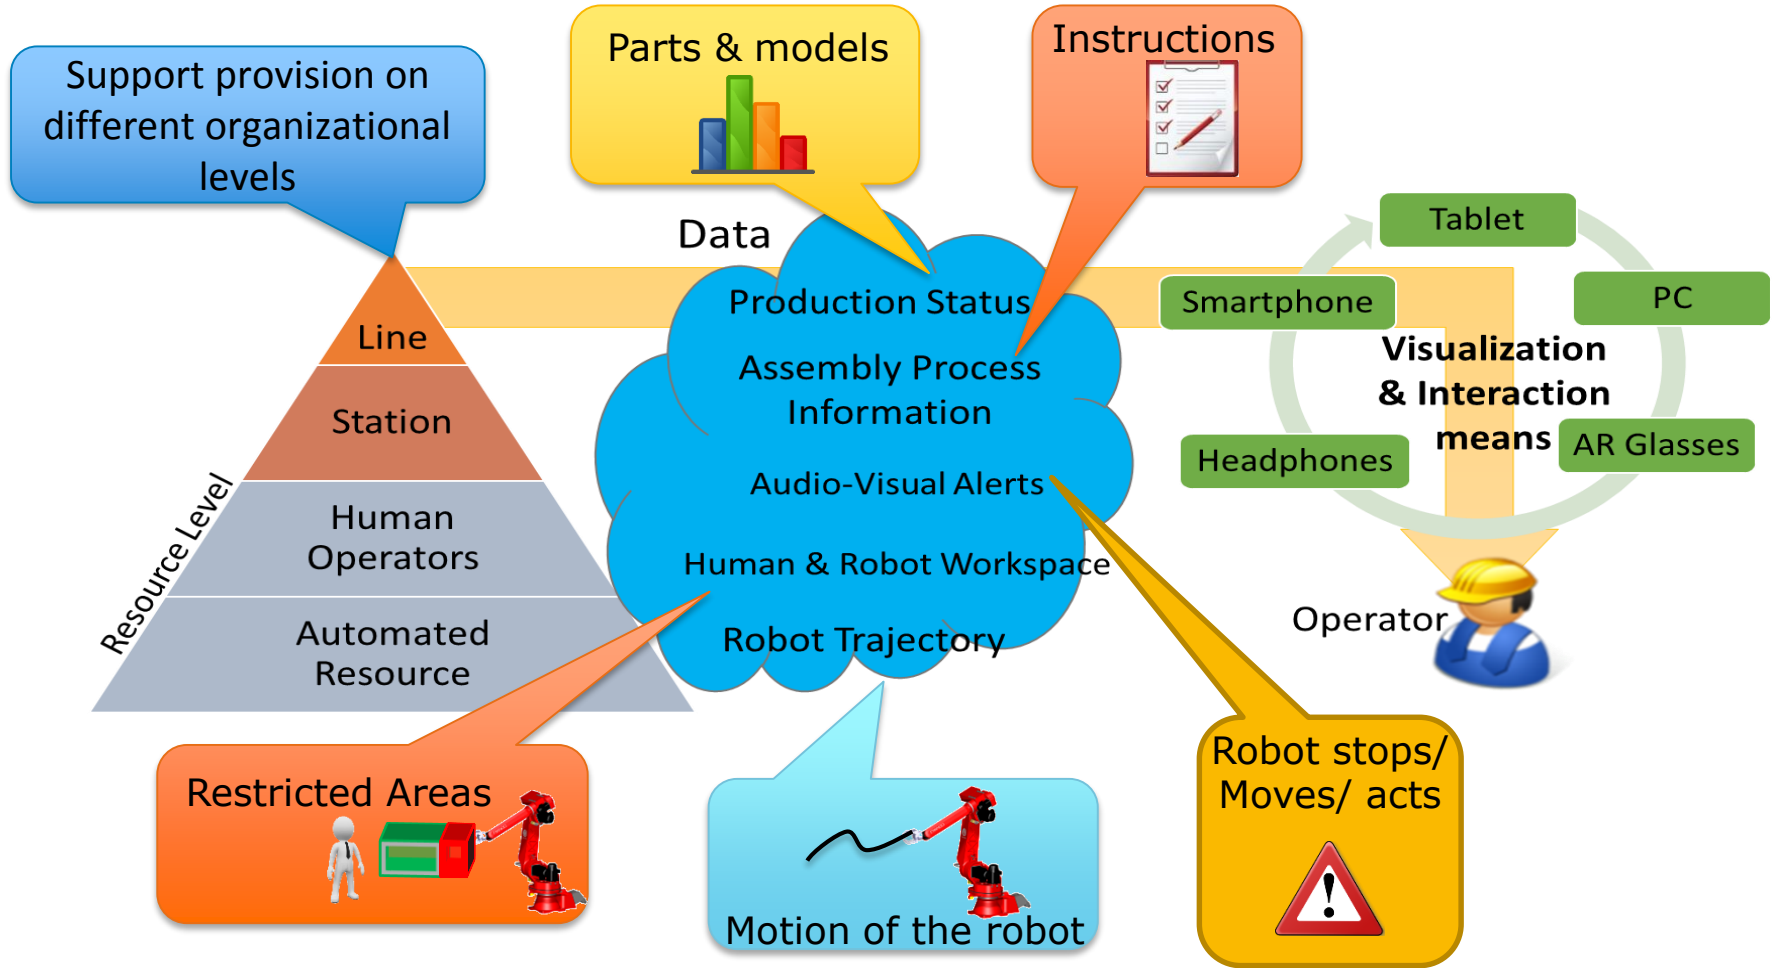 Support provision on
different organizational
levels
Parts & models
Instructions
Data
Line
Station
Human
Operators
Automated
Resource
Resource Level
Production Status
Assembly Process
Information
Audio-Visual Alerts
Human & Robot Workspace
Robot Trajectory
Tablet
PC
Smartphone
Visualization
& Interaction
means
AR Glasses
Headphones
Operator
Restricted Areas
Motion of the robot
Robot stops/
Moves/ acts
!